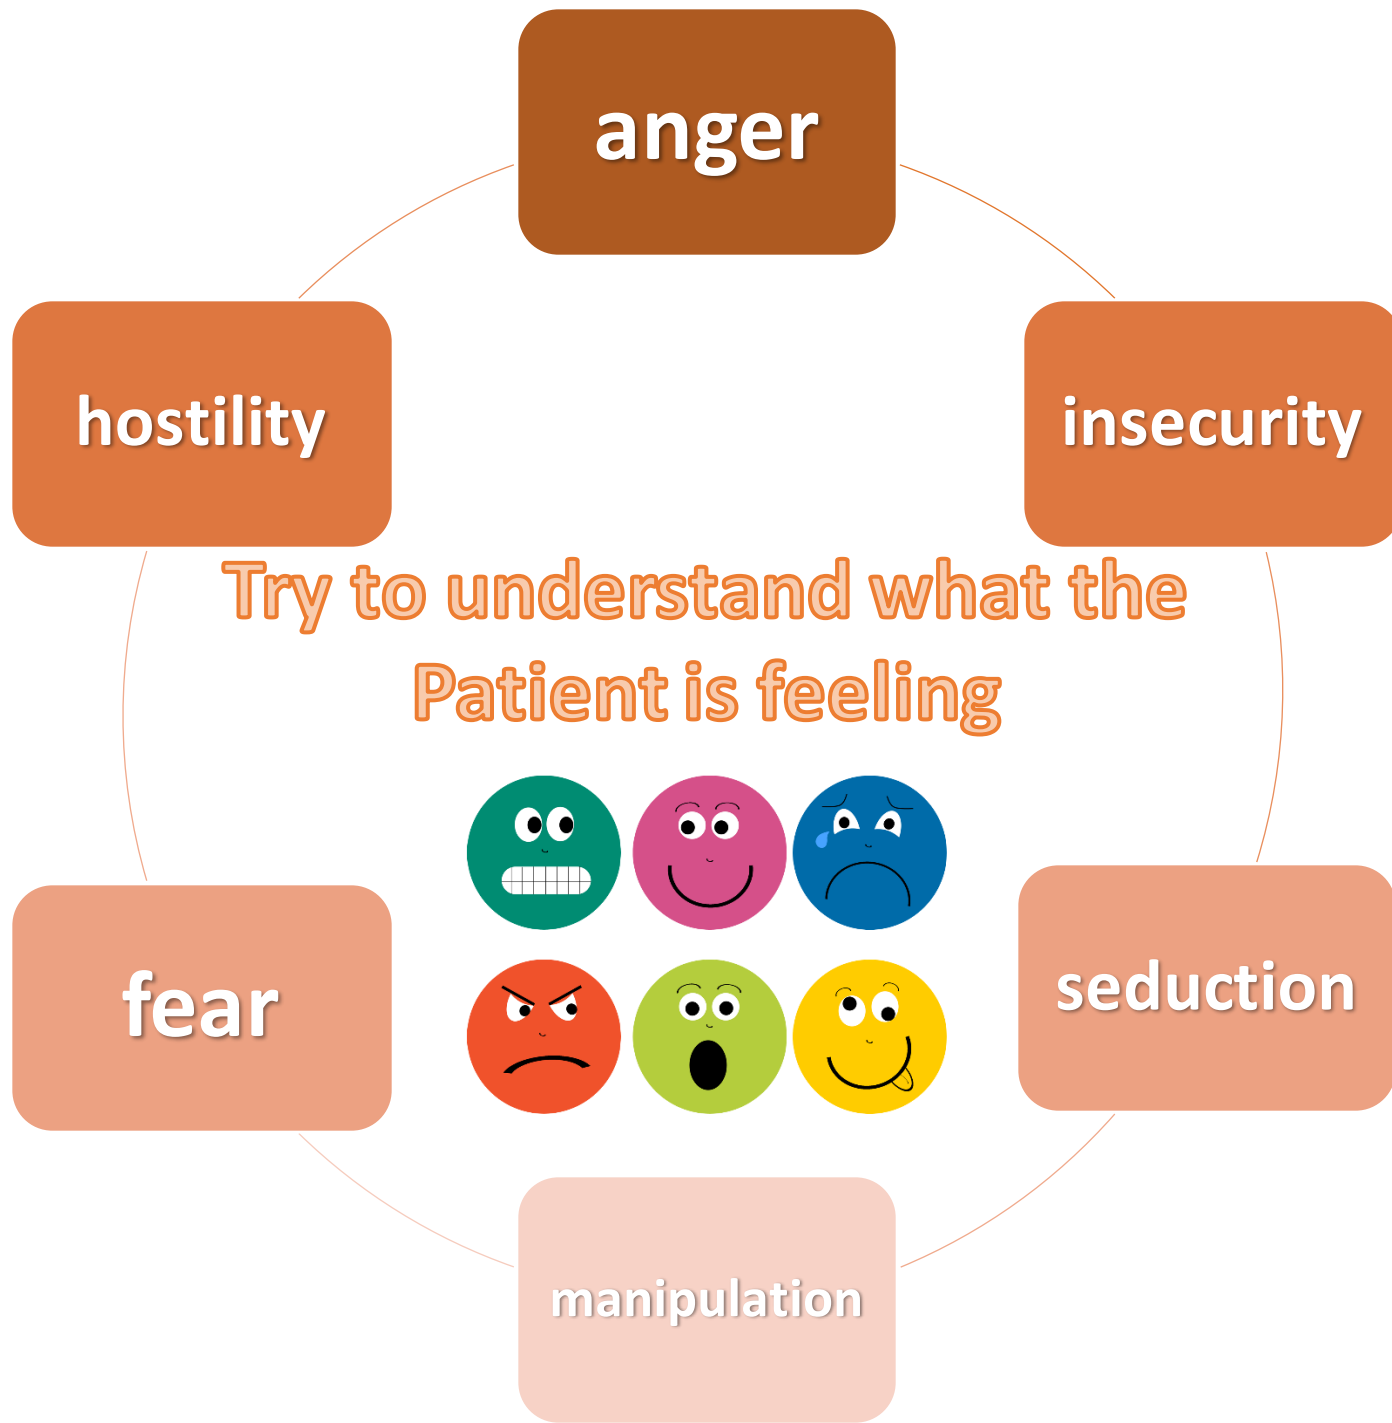 anger
hostility
insecurity
Try to understand what the
Patient is feeling
fear
seduction
manipulation